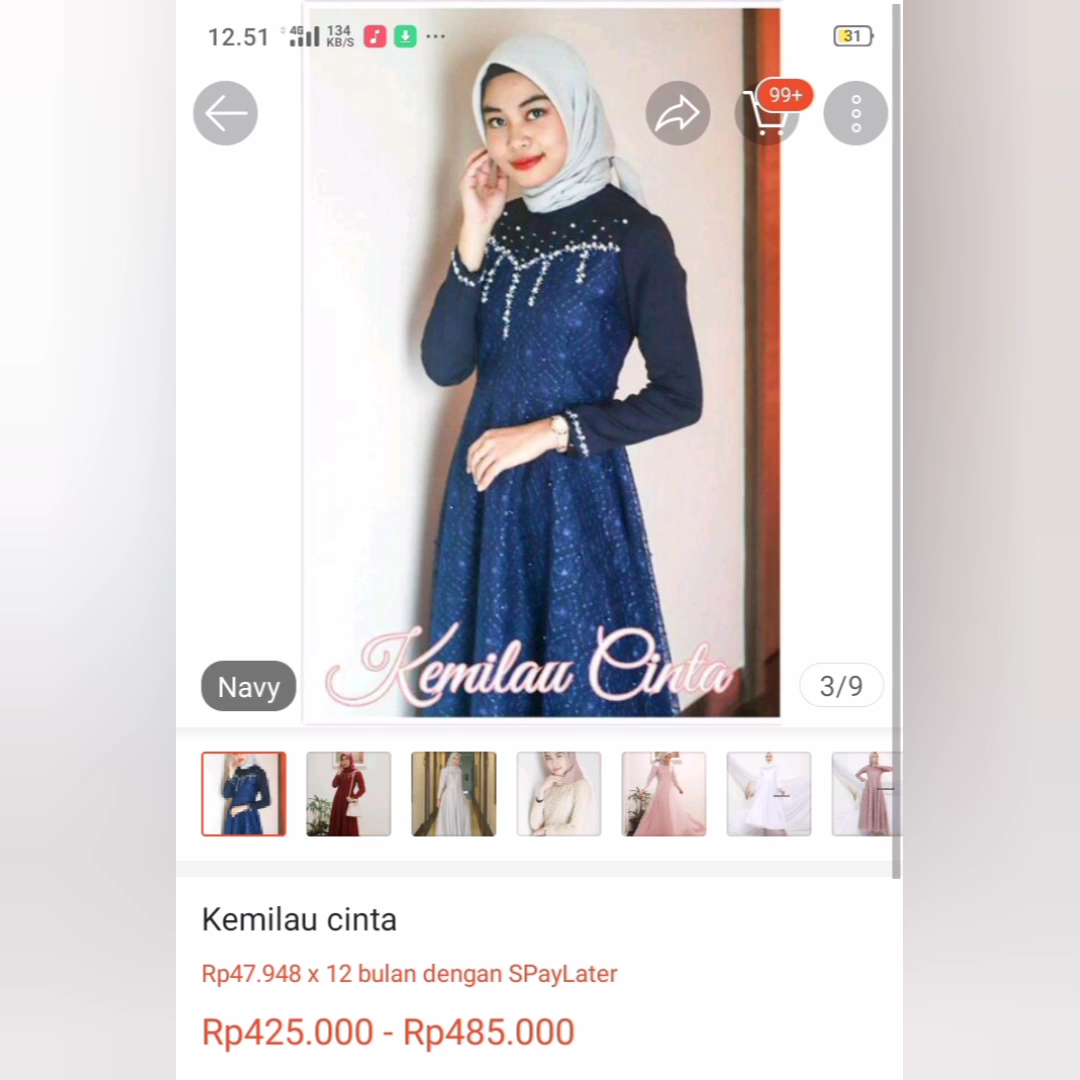 12.51 4G 134 KB/S 31
99+
Kemilau Cinta
Navy
3/9
Kemilau cinta
Rp47.948 x 12 bulan dengan SPayLater
Rp425.000 - Rp485.000